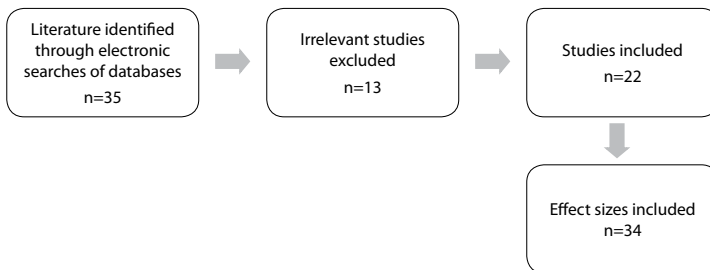 Literature identified
through electronic
searches of databases
n=35
Irrelevant studies
excluded
n=13
Studies included
n=22
Effect sizes included
n=34